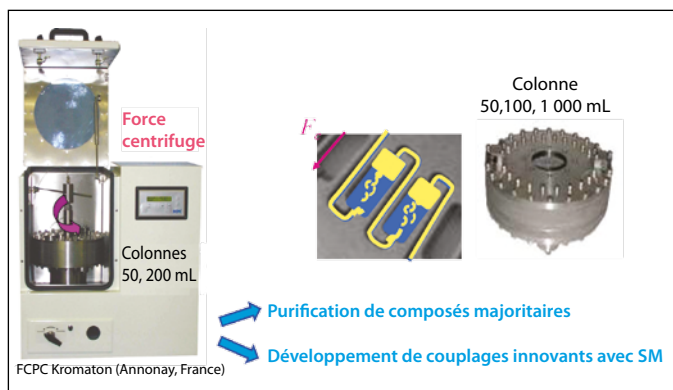 Force
centrifuge
Colonnes
50, 200 mL
FCPC Kromaton (Annonay, France)
F
Colonne
50,100, 1 000 mL
Purification de composés majoritaires
Développement de couplages innovants avec SM